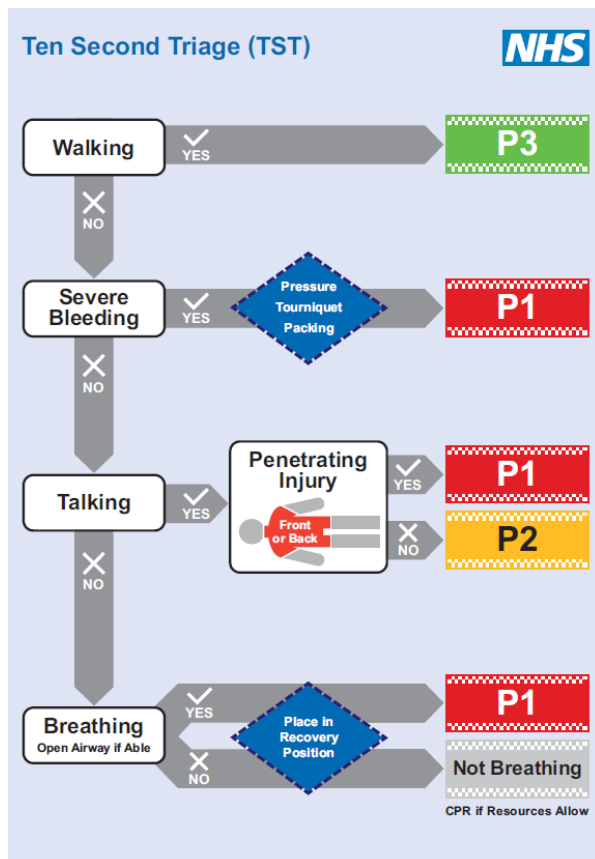 Ten Second Triage (TST)
NHS
Walking
YES
P3
NO
Severe
Bleeding
YES
Pressure
Tourniquet
Packing
P1
NO
Talking
YES
Penetrating
Injury
Front
or Back
YES
P1
NO
P2
NO
Breathing
Open Airway if Able
YES
Place in
Recovery
Position
P1
NO
Not Breathing
CPR if Resources Allow